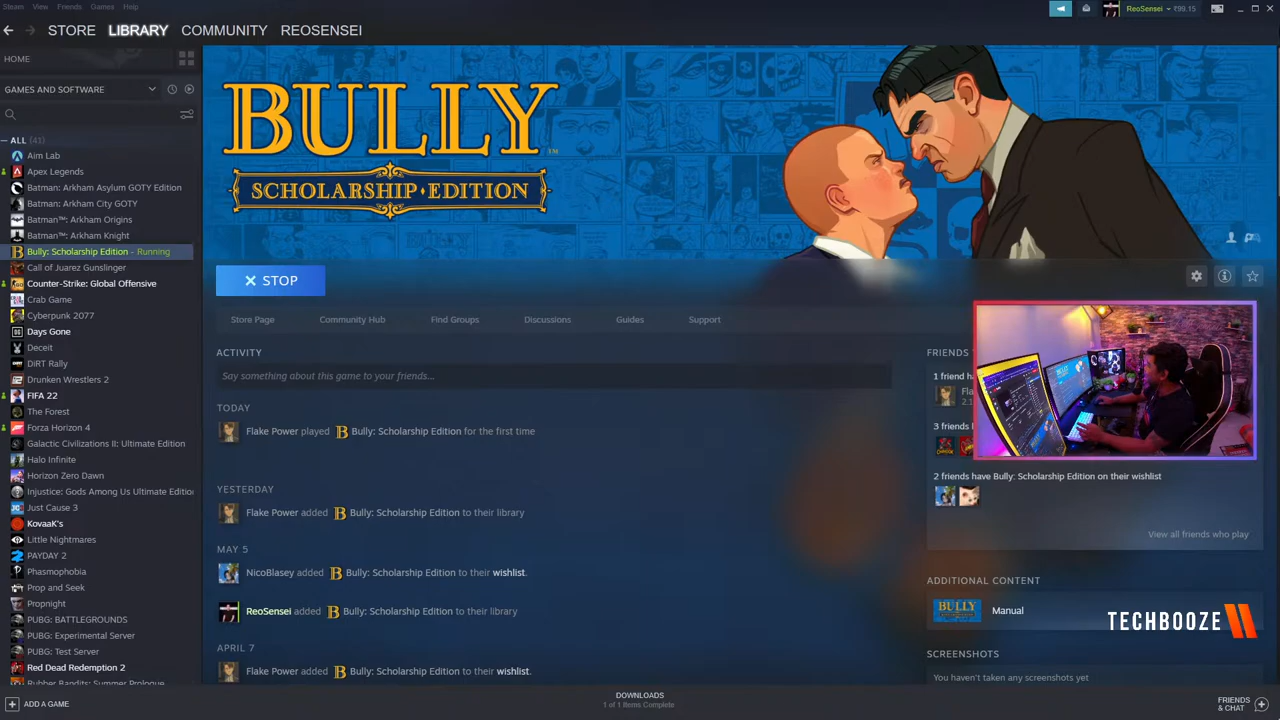 Steam View Friends Games Help
ReoSensei ₹99.15
STORE LIBRARY COMMUNITY REOSENSEI
HOME
GAMES AND SOFTWARE
ALL (41)
Aim Lab
Apex Legends
Batman: Arkham Asylum GOTY Edition
Batman: Arkham City GOTY
Batman™: Arkham Origins
Batman™: Arkham Knight
Bully: Scholarship Edition - Running
Call of Juarez Gunslinger
Counter-Strike: Global Offensive
Crab Game
Cyberpunk 2077
Days Gone
Deceit
DiRT Rally
Drunken Wrestlers 2
FIFA 22
The Forest
Forza Horizon 4
Galactic Civilizations II: Ultimate Edition
Halo Infinite
Horizon Zero Dawn
Injustice: Gods Among Us Ultimate Editio
Just Cause 3
KovaaK's
Little Nightmares
PAYDAY 2
Phasmophobia
Prop and Seek
Propnight
PUBG: BATTLEGROUNDS
PUBG: Experimental Server
PUBG: Test Server
Red Dead Redemption 2
Rubber Bandits: Summer Prologue
ADD A GAME
BULLY™
SCHOLARSHIP EDITION
STOP
Store Page Community Hub Find Groups Discussions Guides Support
ACTIVITY
Say something about this game to your friends...
TODAY
Flake Power played Bully: Scholarship Edition for the first time
YESTERDAY
Flake Power added Bully: Scholarship Edition to their library
MAY 5
NicoBlasey added Bully: Scholarship Edition to their wishlist.
ReoSensei added Bully: Scholarship Edition to their library
APRIL 7
Flake Power added Bully: Scholarship Edition to their wishlist.
FRIENDS
1 friend ha
Fla
2.1
3 friends
2 friends have Bully: Scholarship Edition on their wishlist
View all friends who play
ADDITIONAL CONTENT
BULLY
Manual
TECHBOOZE
SCREENSHOTS
You haven't taken any screenshots yet
DOWNLOADS
1 of 1 Items Complete
FRIENDS
& CHAT